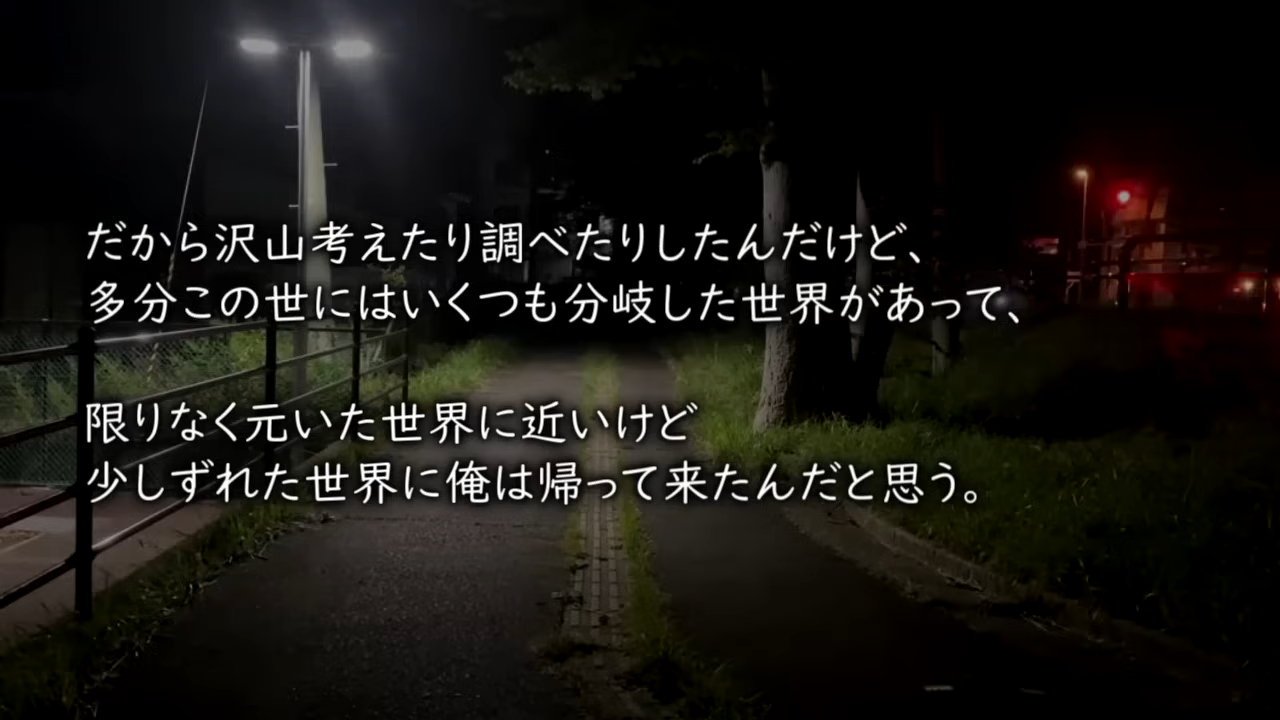 だから沢山考えたり調べたりしたんだけど、
多分この世にはいくつも分岐した世界があって、
限りなく元いた世界に近いけど
少しずれた世界に俺は帰って来たんだと思う。